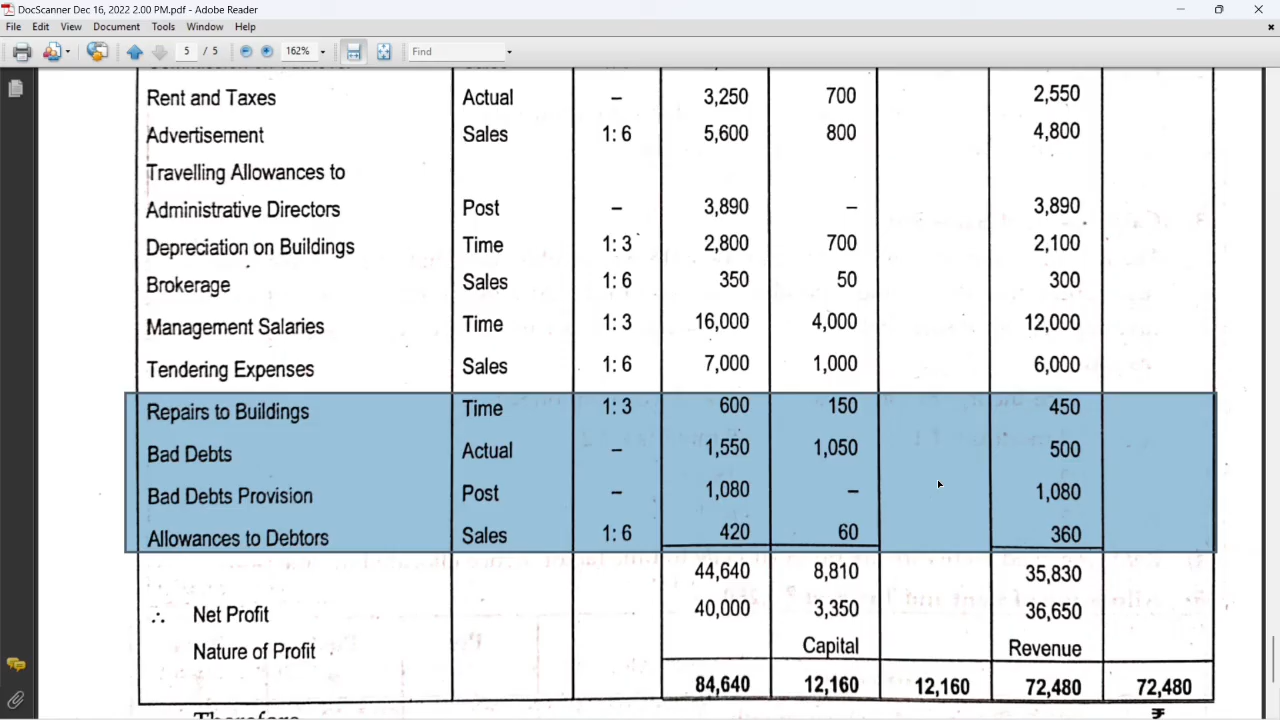 DocScanner Dec 16, 2022 2.00 PM.pdf - Adobe Reader
File Edit View Document Tools Window Help
5 / 5 162% Find
Rent and Taxes Actual – 3,250 700 2,550
Advertisement Sales 1: 6 5,600 800 4,800
Travelling Allowances to
Administrative Directors Post – 3,890 – 3,890
Depreciation on Buildings Time 1: 3 2,800 700 2,100
Brokerage Sales 1: 6 350 50 300
Management Salaries Time 1: 3 16,000 4,000 12,000
Tendering Expenses Sales 1: 6 7,000 1,000 6,000
Repairs to Buildings Time 1: 3 600 150 450
Bad Debts Actual – 1,550 1,050 500
Bad Debts Provision Post – 1,080 – 1,080
Allowances to Debtors Sales 1: 6 420 60 360
44,640 8,810 35,830
∴ Net Profit 40,000 3,350 36,650
Nature of Profit Capital Revenue
84,640 12,160 12,160 72,480 72,480
Therefore
₹